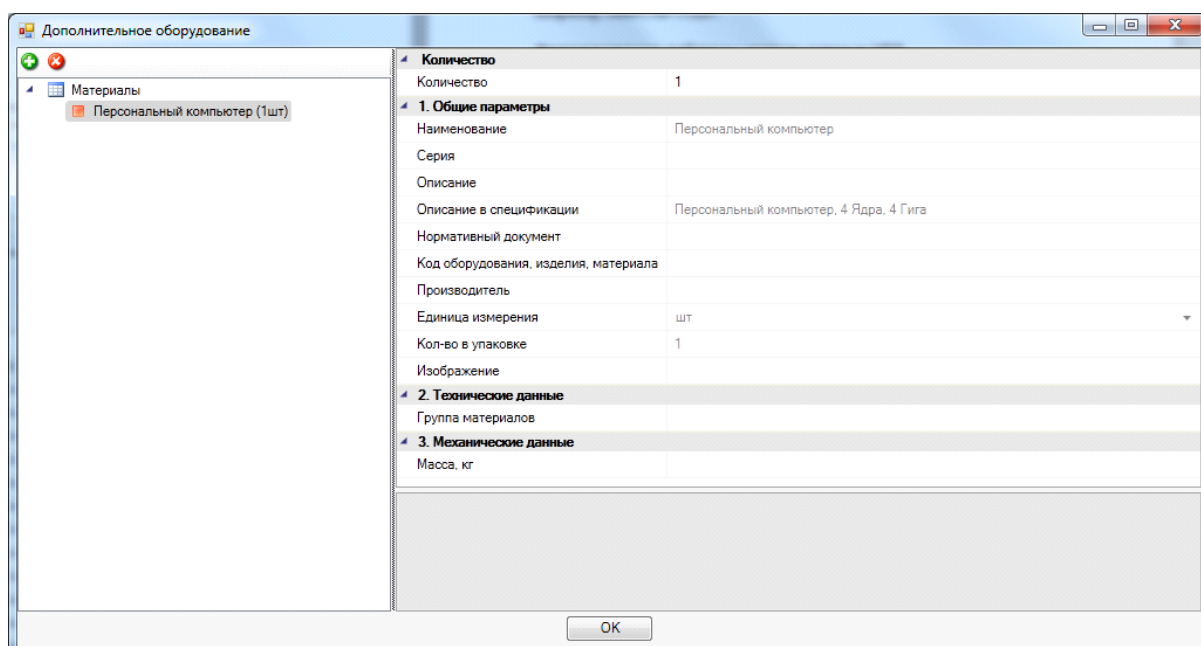 Дополнительное оборудование
Материалы
Персональный компьютер (1шт)
Количество
Количество 1
1. Общие параметры
Наименование Персональный компьютер
Серия
Описание
Описание в спецификации Персональный компьютер, 4 Ядра, 4 Гига
Нормативный документ
Код оборудования, изделия, материала
Производитель
Единица измерения шт
Кол-во в упаковке 1
Изображение
2. Технические данные
Группа материалов
3. Механические данные
Масса, кг
OK